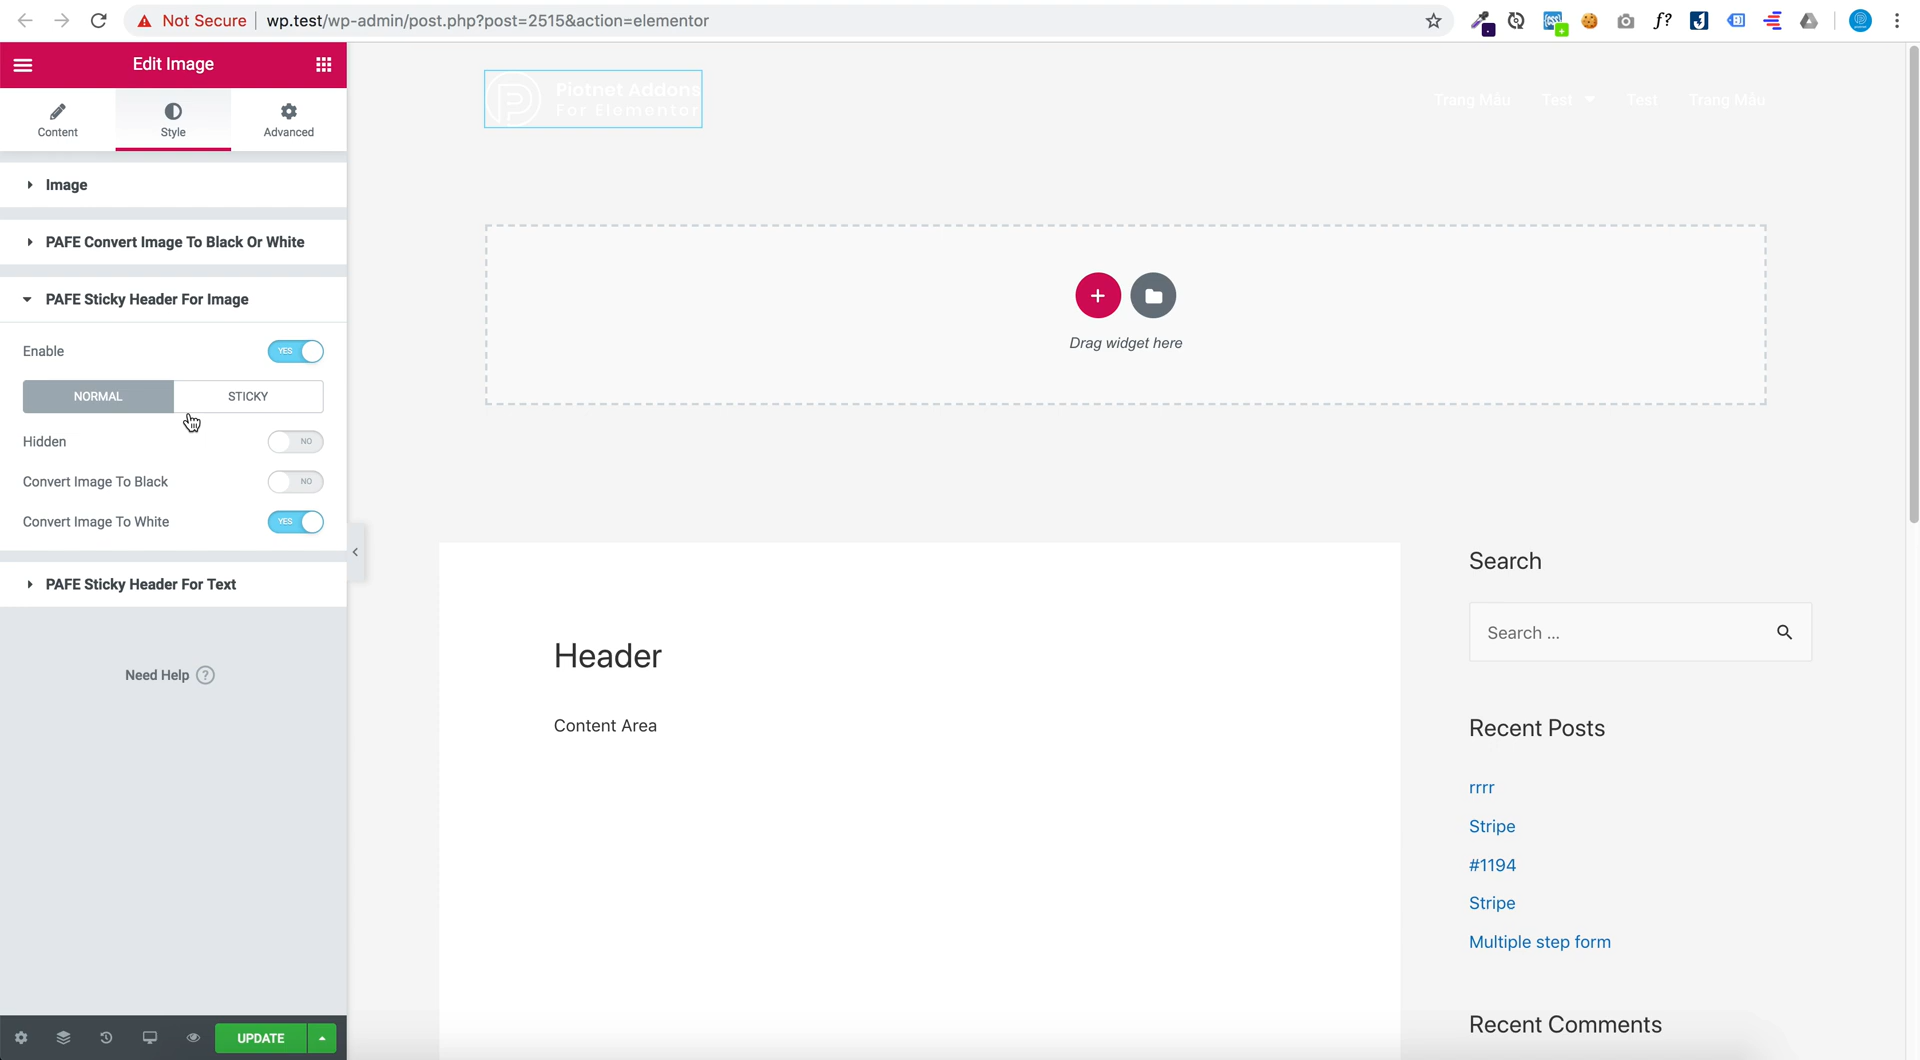 Not Secure wp.test/wp-admin/post.php?post=2515&action=elementor
f?
Edit Image
Content
Style
Advanced
Image
PAFE Convert Image To Black Or White
PAFE Sticky Header For Image
Enable
YES
NORMAL
STICKY
Hidden
NO
Convert Image To Black
NO
Convert Image To White
YES
PAFE Sticky Header For Text
Need Help ?
UPDATE
Piotnet Addons
For Elementor
Trang Mẫu
Test
Test
Trang Mẫu
Drag widget here
Header
Content Area
Search
Search ...
Recent Posts
rrrr
Stripe
#1194
Stripe
Multiple step form
Recent Comments